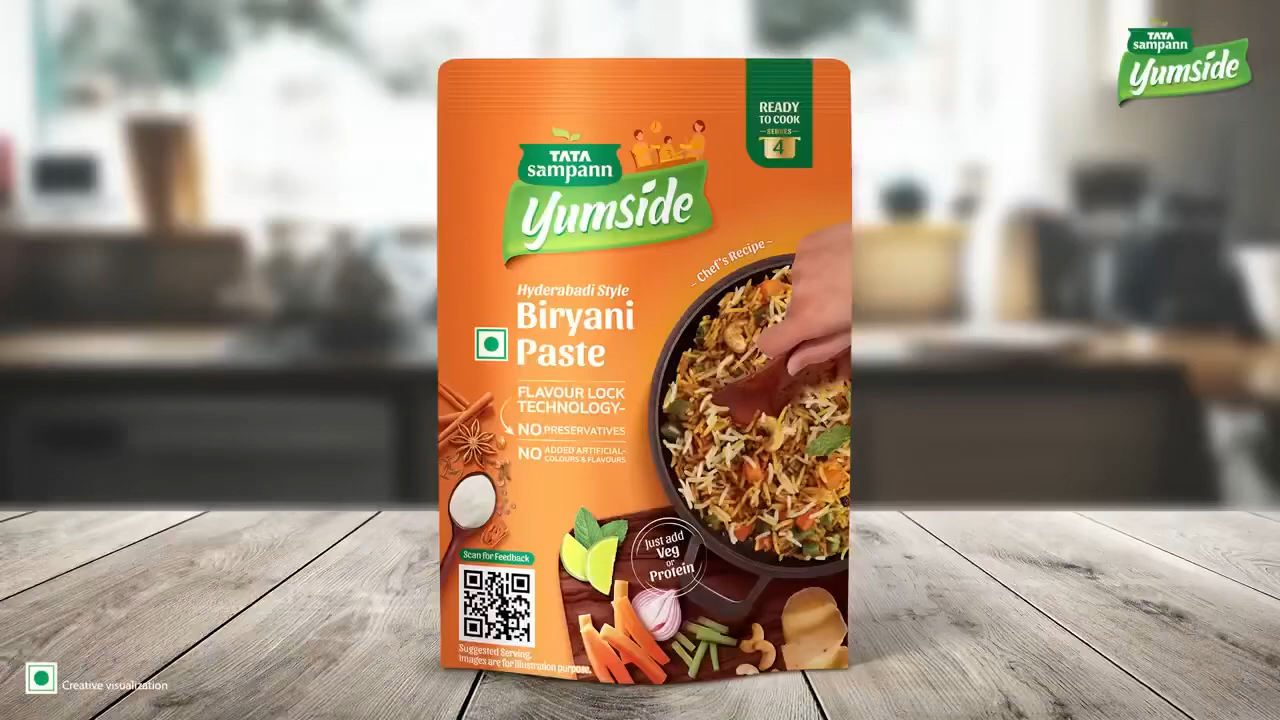 TATA
sampann
Yumside
READY
TO COOK
SERVES
4
TATA
sampann
Yumside
Chef's Recipe
Hyderabadi Style
Biryani
Paste
FLAVOUR LOCK
TECHNOLOGY-
NO PRESERVATIVES
NO ADDED ARTIFICIAL-
COLOURS & FLAVOURS
Just add
Veg
or
Protein
Scan for Feedback
Suggested Serving.
Images are for illustration purpose.
Creative visualization